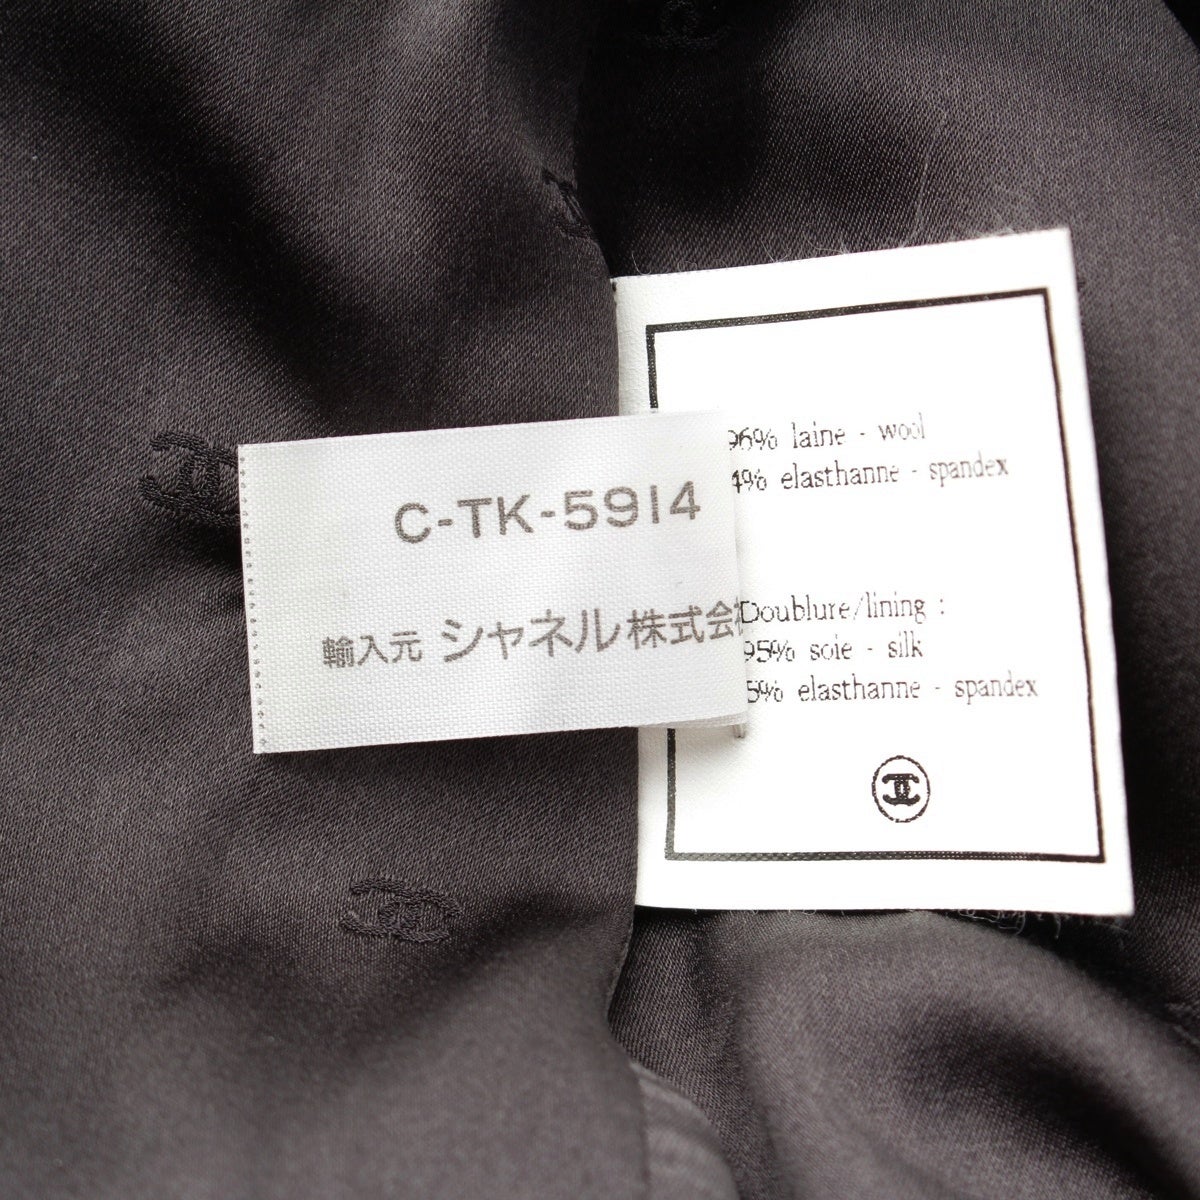 C-TK-5914
輸入元 シャネル株式会
96% laine - wool
4% elasthanne - spandex
Doublure/lining :
95% soie - silk
5% elasthanne - spandex